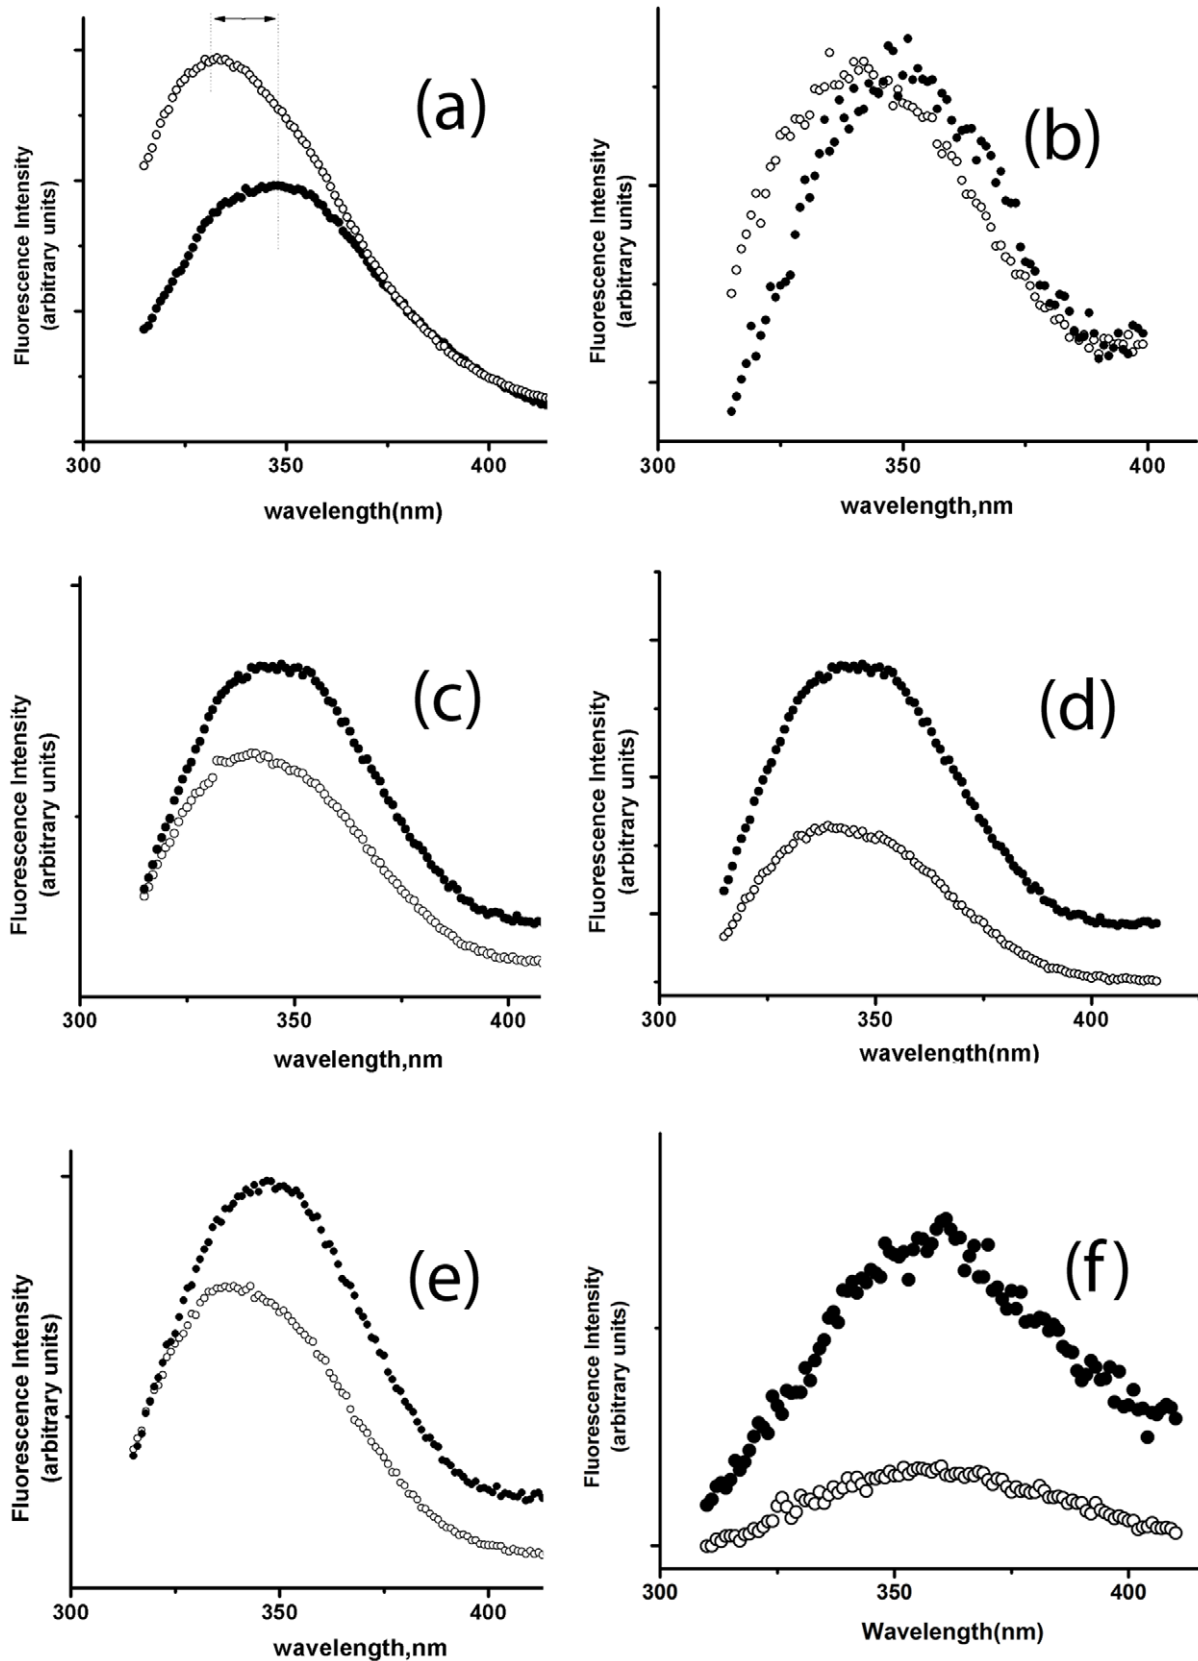 (a)
Fluorescence Intensity
(arbitrary units)
300
350
400
wavelength(nm)
(b)
Fluorescence Intensity
(arbitrary units)
300
350
400
wavelength,nm
(c)
Fluorescence Intensity
(arbitrary units)
300
350
400
wavelength,nm
(d)
Fluorescence Intensity
(arbitrary units)
300
350
400
wavelength(nm)
(e)
Fluorescence Intensity
(arbitrary units)
300
350
400
wavelength,nm
(f)
Fluorescence Intensity
(arbitrary units)
300
350
400
Wavelength(nm)